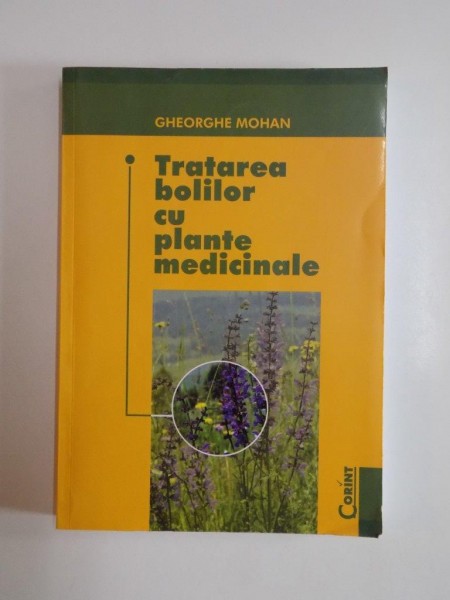 GHEORGHE MOHAN
Tratarea
bolilor
cu
plante
medicinale
CORINT